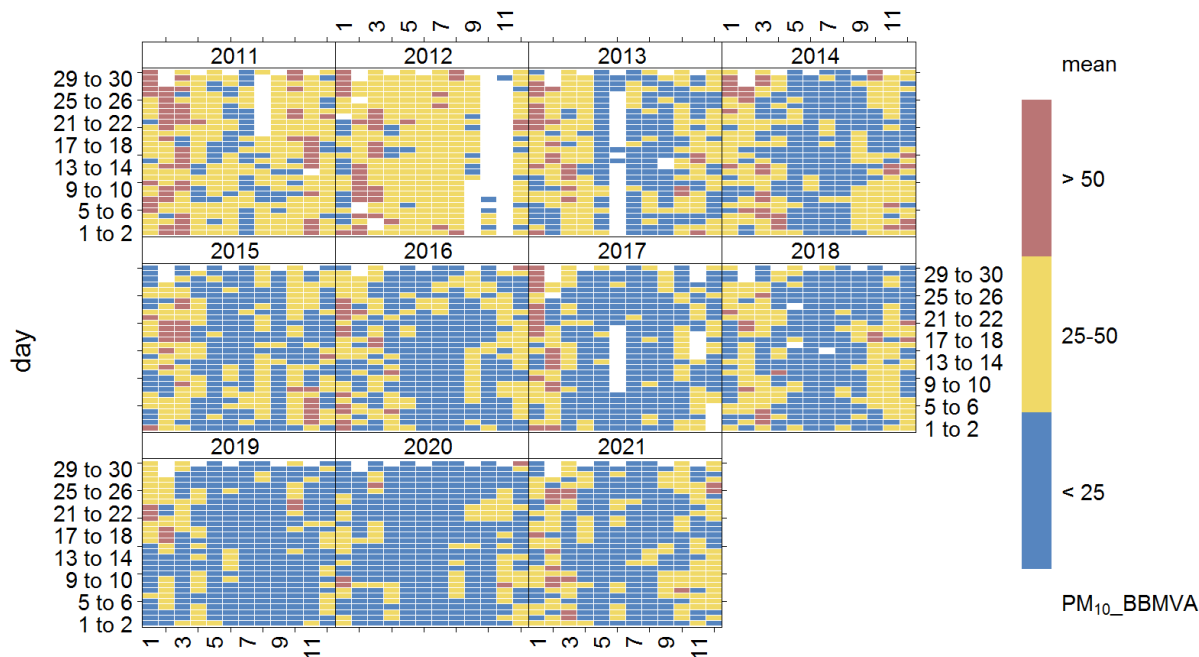 1 3 5 7 9 11 1 3 5 7 9 11
mean
2011 2012 2013 2014
29 to 30
25 to 26
21 to 22
17 to 18
13 to 14
9 to 10
5 to 6
1 to 2
2015 2016 2017 2018
29 to 30
25 to 26
21 to 22
17 to 18
13 to 14
9 to 10
5 to 6
1 to 2
2019 2020 2021
29 to 30
25 to 26
21 to 22
17 to 18
13 to 14
9 to 10
5 to 6
1 to 2
1 3 5 7 9 11 1 3 5 7 9 11
day
> 50
25-50
< 25
PM₁₀_BBMVA